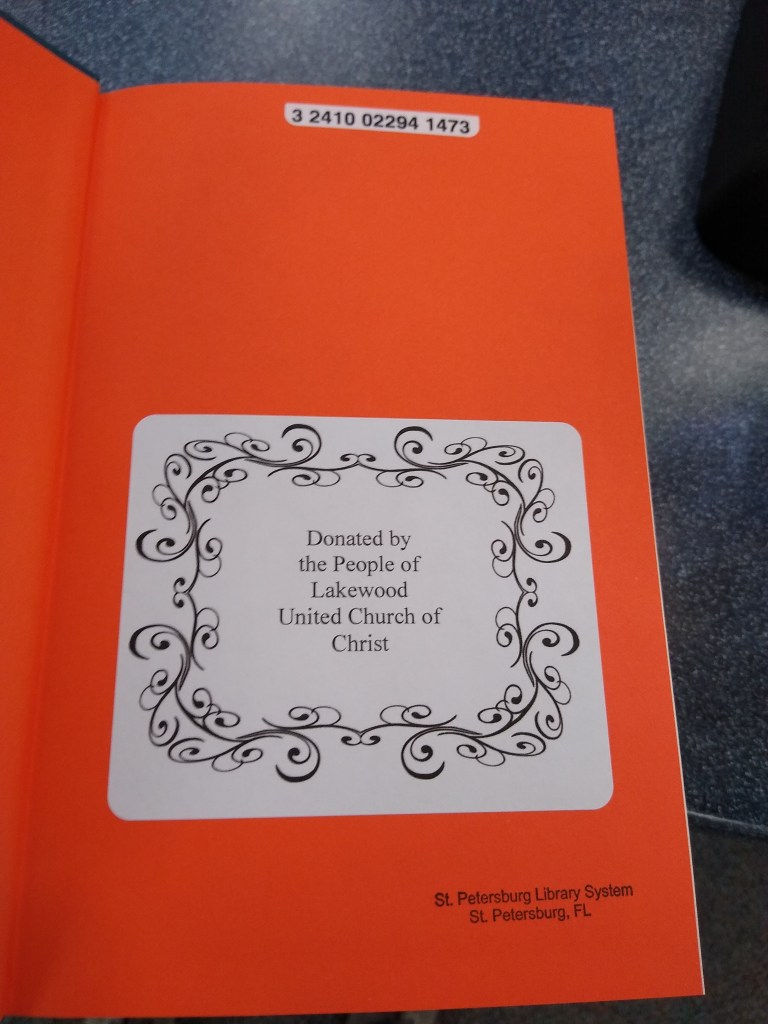 3 2410 02294 1473
Donated by
the People of
Lakewood
United Church of
Christ
St. Petersburg Library System
St. Petersburg, FL